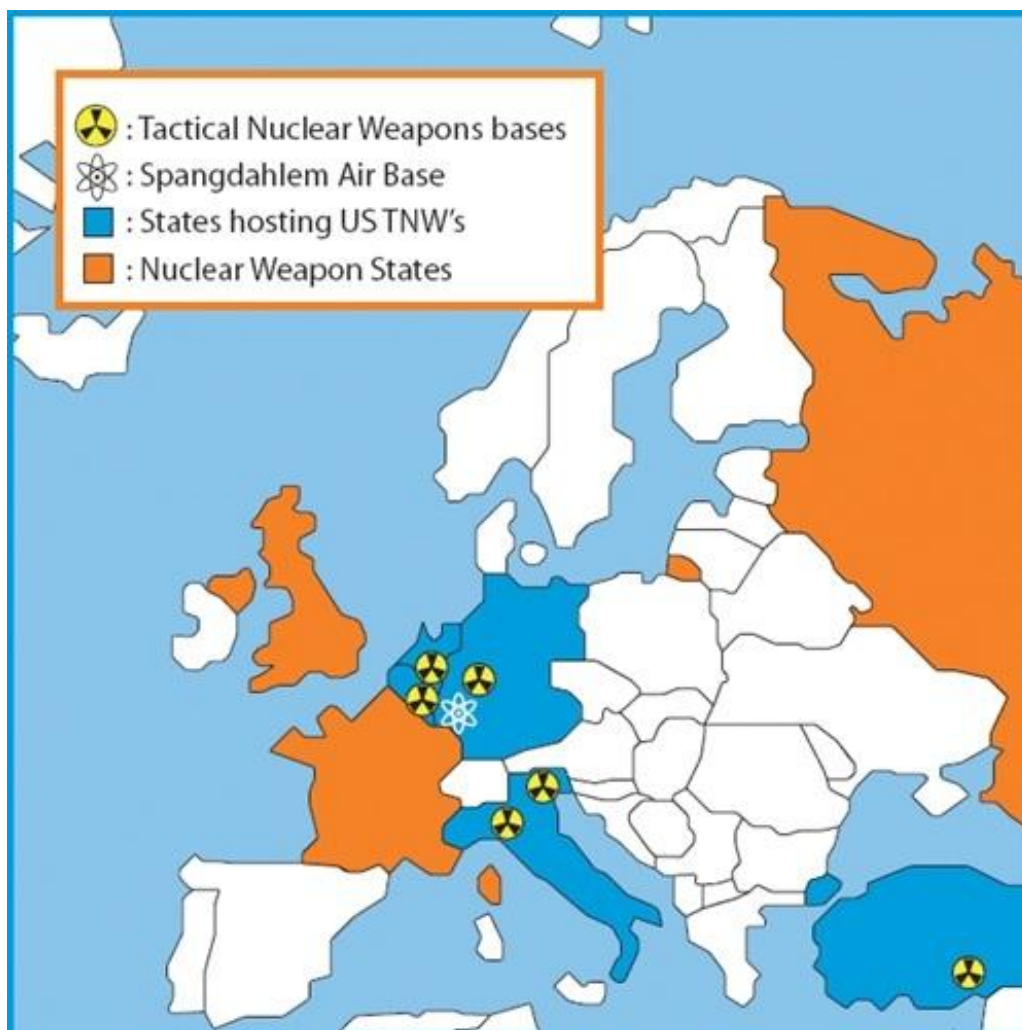 : Tactical Nuclear Weapons bases
: Spangdahlem Air Base
: States hosting US TNW's
: Nuclear Weapon States